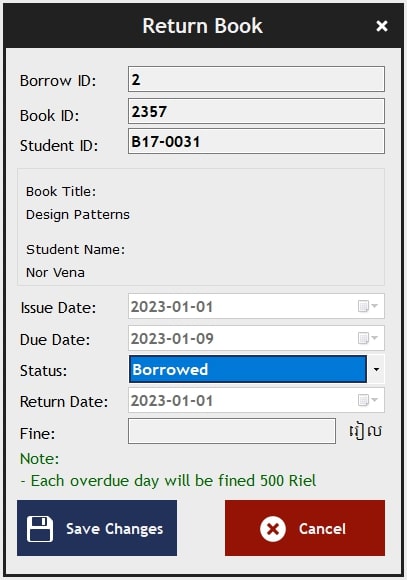 Return Book ×
Borrow ID: 2
Book ID: 2357
Student ID: B17-0031
Book Title:
Design Patterns
Student Name:
Nor Vena
Issue Date: 2023-01-01
Due Date: 2023-01-09
Status: Borrowed
Return Date: 2023-01-01
Fine: រៀល
Note:
- Each overdue day will be fined 500 Riel
Save Changes Cancel